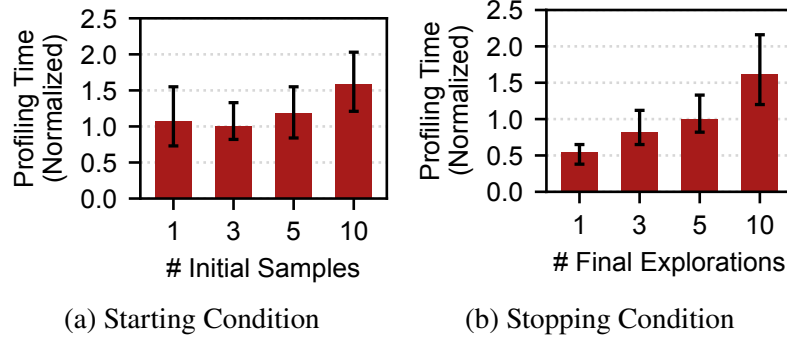 Profiling Time
(Normalized)
2.5
2.0
1.5
1.0
0.5
0.0
1 3 5 10
# Initial Samples
(a) Starting Condition
Profiling Time
(Normalized)
2.5
2.0
1.5
1.0
0.5
0.0
1 3 5 10
# Final Explorations
(b) Stopping Condition